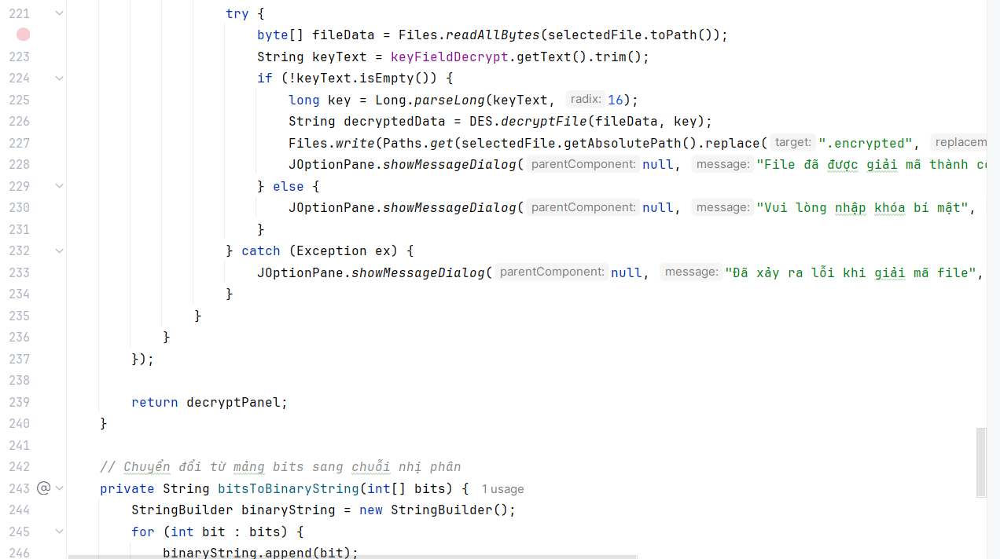 221 try {
byte[] fileData = Files.readAllBytes(selectedFile.toPath());
223 String keyText = keyFieldDecrypt.getText().trim();
224 if (!keyText.isEmpty()) {
225 long key = Long.parseLong(keyText, radix: 16);
226 String decryptedData = DES.decryptFile(fileData, key);
227 Files.write(Paths.get(selectedFile.getAbsolutePath().replace( target: ".encrypted", replacem
228 JOptionPane.showMessageDialog( parentComponent: null, message: "File đã được giải mã thành
229 } else {
230 JOptionPane.showMessageDialog( parentComponent: null, message: "Vui lòng nhập khóa bí mật",
231 }
232 } catch (Exception ex) {
233 JOptionPane.showMessageDialog( parentComponent: null, message: "Đã xảy ra lỗi khi giải mã file",
234 }
235 }
236 }
237 });
238
239 return decryptPanel;
240 }
241
242 // Chuyển đổi từ mảng bits sang chuỗi nhị phân
243 @ private String bitsToBinaryString(int[] bits) { 1 usage
244 StringBuilder binaryString = new StringBuilder();
245 for (int bit : bits) {
246 binaryString.append(bit);